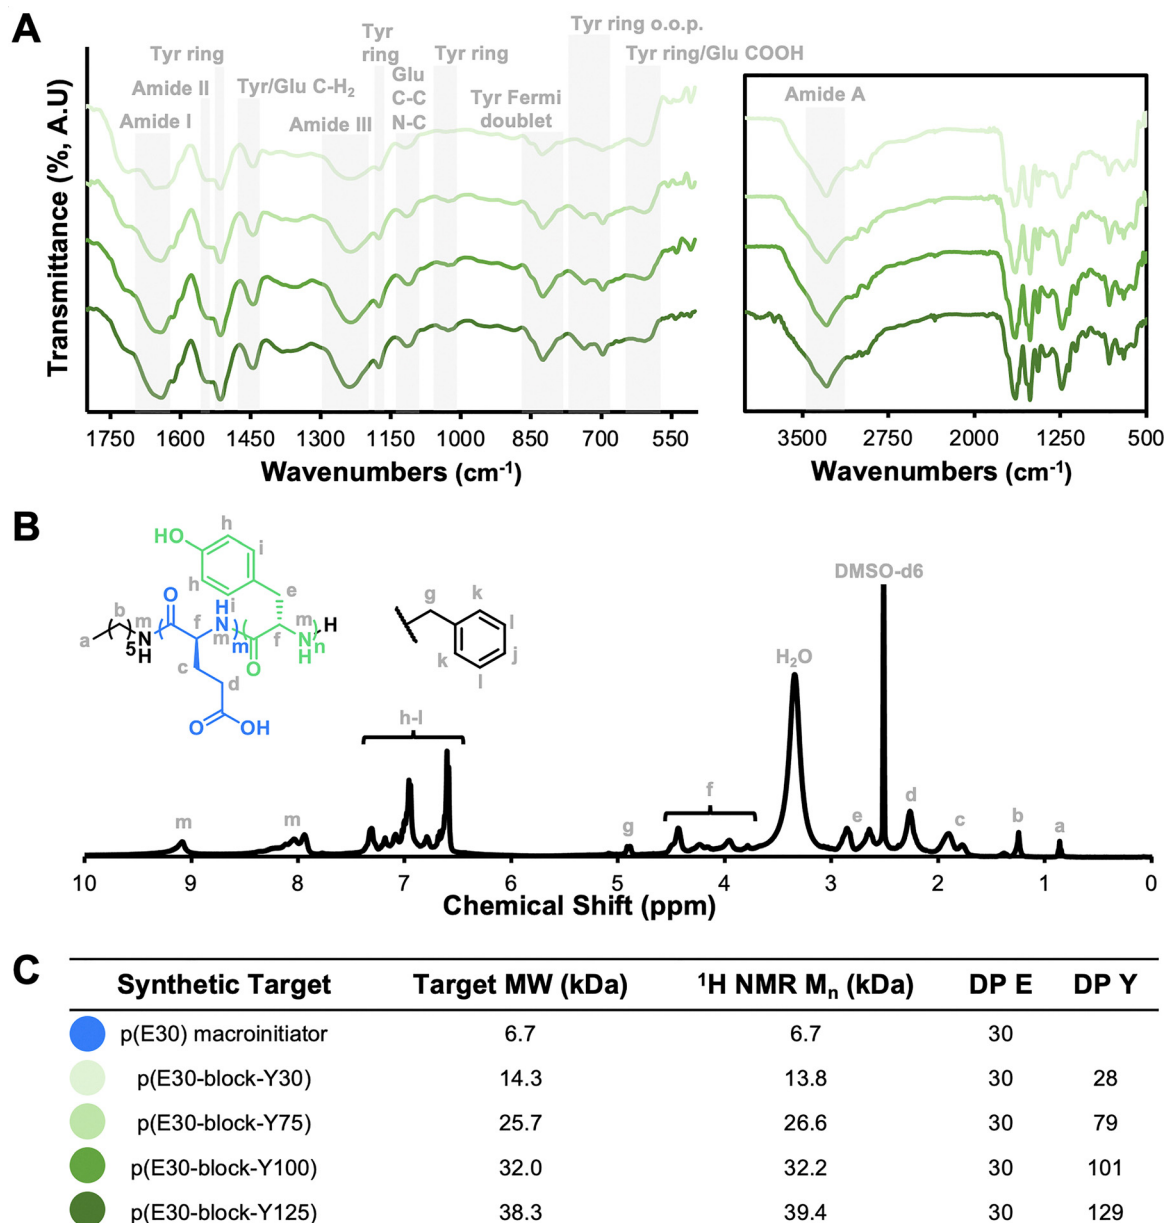 A
Transmittance (%, A.U)
Tyr ring o.o.p.
Tyr
ring
Tyr ring
Tyr ring
Tyr ring/Glu COOH
Amide II
Tyr/Glu C-H₂
Glu
C-C
N-C
Tyr Fermi
doublet
Amide I
Amide III
Amide A
1750 1600 1450 1300 1150 1000 850 700 550
Wavenumbers (cm⁻¹)
3500 2750 2000 1250 500
Wavenumbers (cm⁻¹)
B
h
HO
i
h
e
i
O
H
N
b
m
f
m
H
a
5
N
H
m
m
O
f
N
H
n
c
d
O
OH
g
k
l
k
j
l
DMSO-d6
H₂O
h-l
m
m
g
f
e
d
c
b
a
10 9 8 7 6 5 4 3 2 1 0
Chemical Shift (ppm)
C
Synthetic Target Target MW (kDa) ¹H NMR Mₙ (kDa) DP E DP Y
p(E30) macroinitiator 6.7 6.7 30
p(E30-block-Y30) 14.3 13.8 30 28
p(E30-block-Y75) 25.7 26.6 30 79
p(E30-block-Y100) 32.0 32.2 30 101
p(E30-block-Y125) 38.3 39.4 30 129